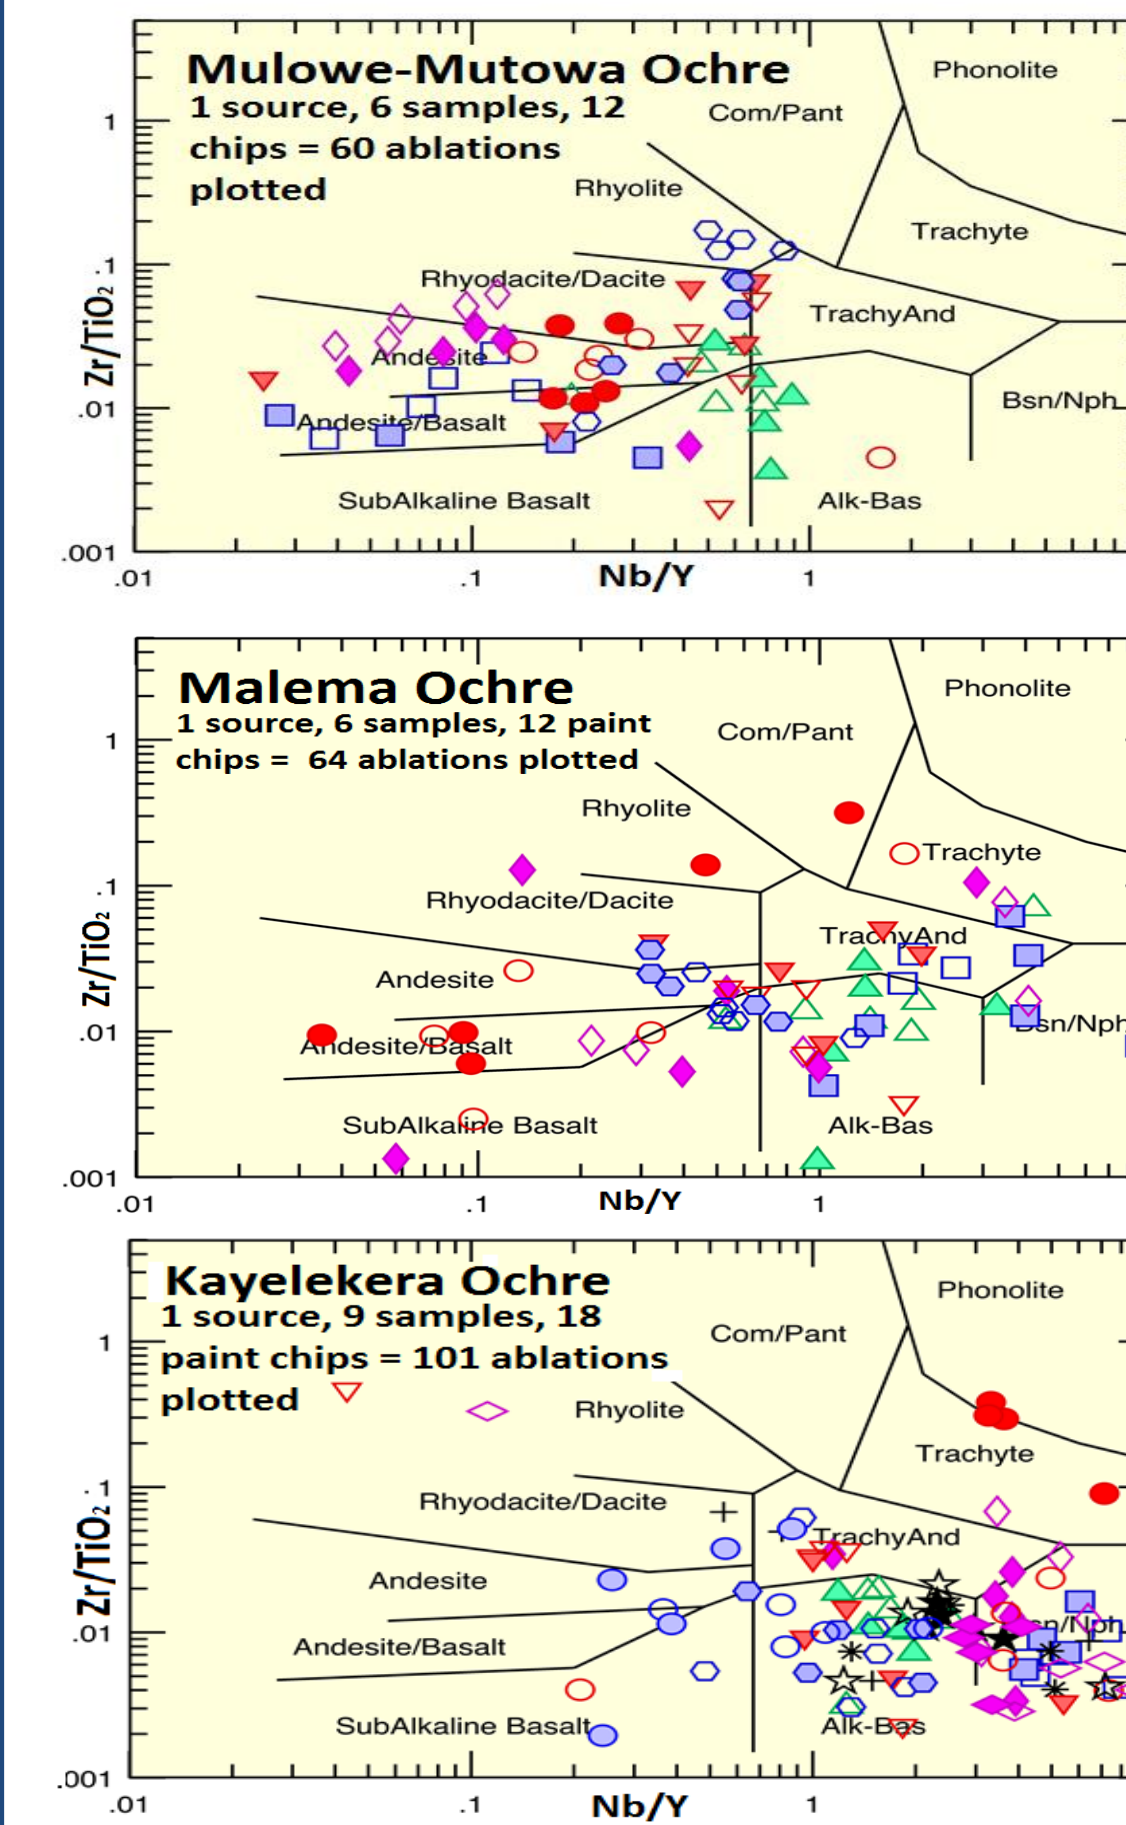 Mulowe-Mutowa Ochre
1 source, 6 samples, 12
chips = 60 ablations
plotted
Phonolite
Com/Pant
Rhyolite
Trachyte
Rhyodacite/Dacite
TrachyAnd
Andesite
Bsn/Nph
Andesite/Basalt
SubAlkaline Basalt
Alk-Bas
Zr/TiO2
1
.1
.01
.001
.01
.1
Nb/Y
1
Malema Ochre
1 source, 6 samples, 12 paint
chips = 64 ablations plotted
Phonolite
Com/Pant
Rhyolite
Trachyte
Rhyodacite/Dacite
TrachyAnd
Andesite
Bsn/Nph
Andesite/Basalt
SubAlkaline Basalt
Alk-Bas
Zr/TiO2
1
.1
.01
.001
.01
.1
Nb/Y
1
Kayelekera Ochre
1 source, 9 samples, 18
paint chips = 101 ablations
plotted
Phonolite
Com/Pant
Rhyolite
Trachyte
Rhyodacite/Dacite
TrachyAnd
Andesite
Bsn/Nph
Andesite/Basalt
SubAlkaline Basalt
Alk-Bas
Zr/TiO2
1
.1
.01
.001
.01
.1
Nb/Y
1